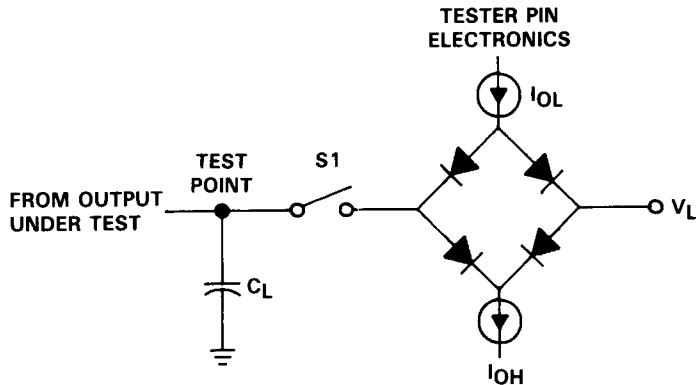 TESTER PIN
ELECTRONICS
IOL
TEST
POINT
S1
FROM OUTPUT
UNDER TEST
VL
CL
IOH